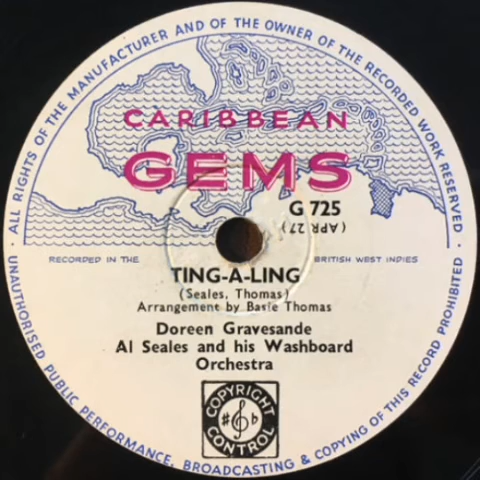 ALL RIGHTS OF THE MANUFACTURER AND OF THE OWNER OF THE RECORDED WORK RESERVED
CARIBBEAN
GEMS
G 725
(APR. 27)
RECORDED IN THE BRITISH WEST INDIES
TING-A-LING
(Seales, Thomas)
Arrangement by Basie Thomas
Doreen Gravesande
Al Seales and his Washboard
Orchestra
COPYRIGHT
CONTROL
· UNAUTHORISED PUBLIC PERFORMANCE, BROADCASTING & COPYING OF THIS RECORD PROHIBITED ·